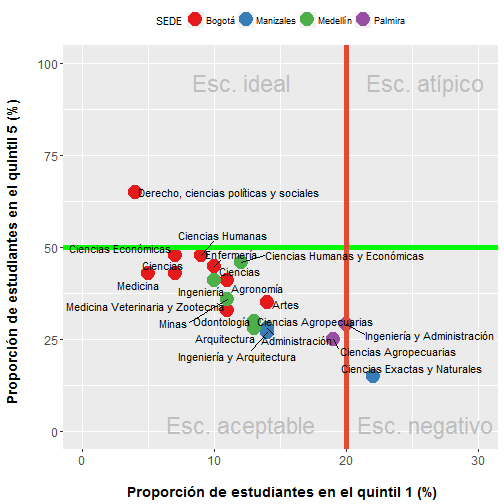 SEDE Bogotá Manizales Medellín Palmira
Proporción de estudiantes en el quintil 5 (%)
100
75
50
25
0
Esc. ideal
Esc. atípico
Derecho, ciencias políticas y sociales
Ciencias Humanas
Ciencias Económicas
Enfermería
Ciencias Humanas y Económicas
Ciencias
Ciencias
Medicina
Ingeniería
Agronomía
Medicina Veterinaria y Zootecnia
Artes
Minas
Odontología
Ciencias Agropecuarias
Arquitectura
Administración
Ingeniería y Administración
Ingeniería y Arquitectura
Ciencias Agropecuarias
Ciencias Exactas y Naturales
Esc. aceptable
Esc. negativo
0
10
20
30
Proporción de estudiantes en el quintil 1 (%)